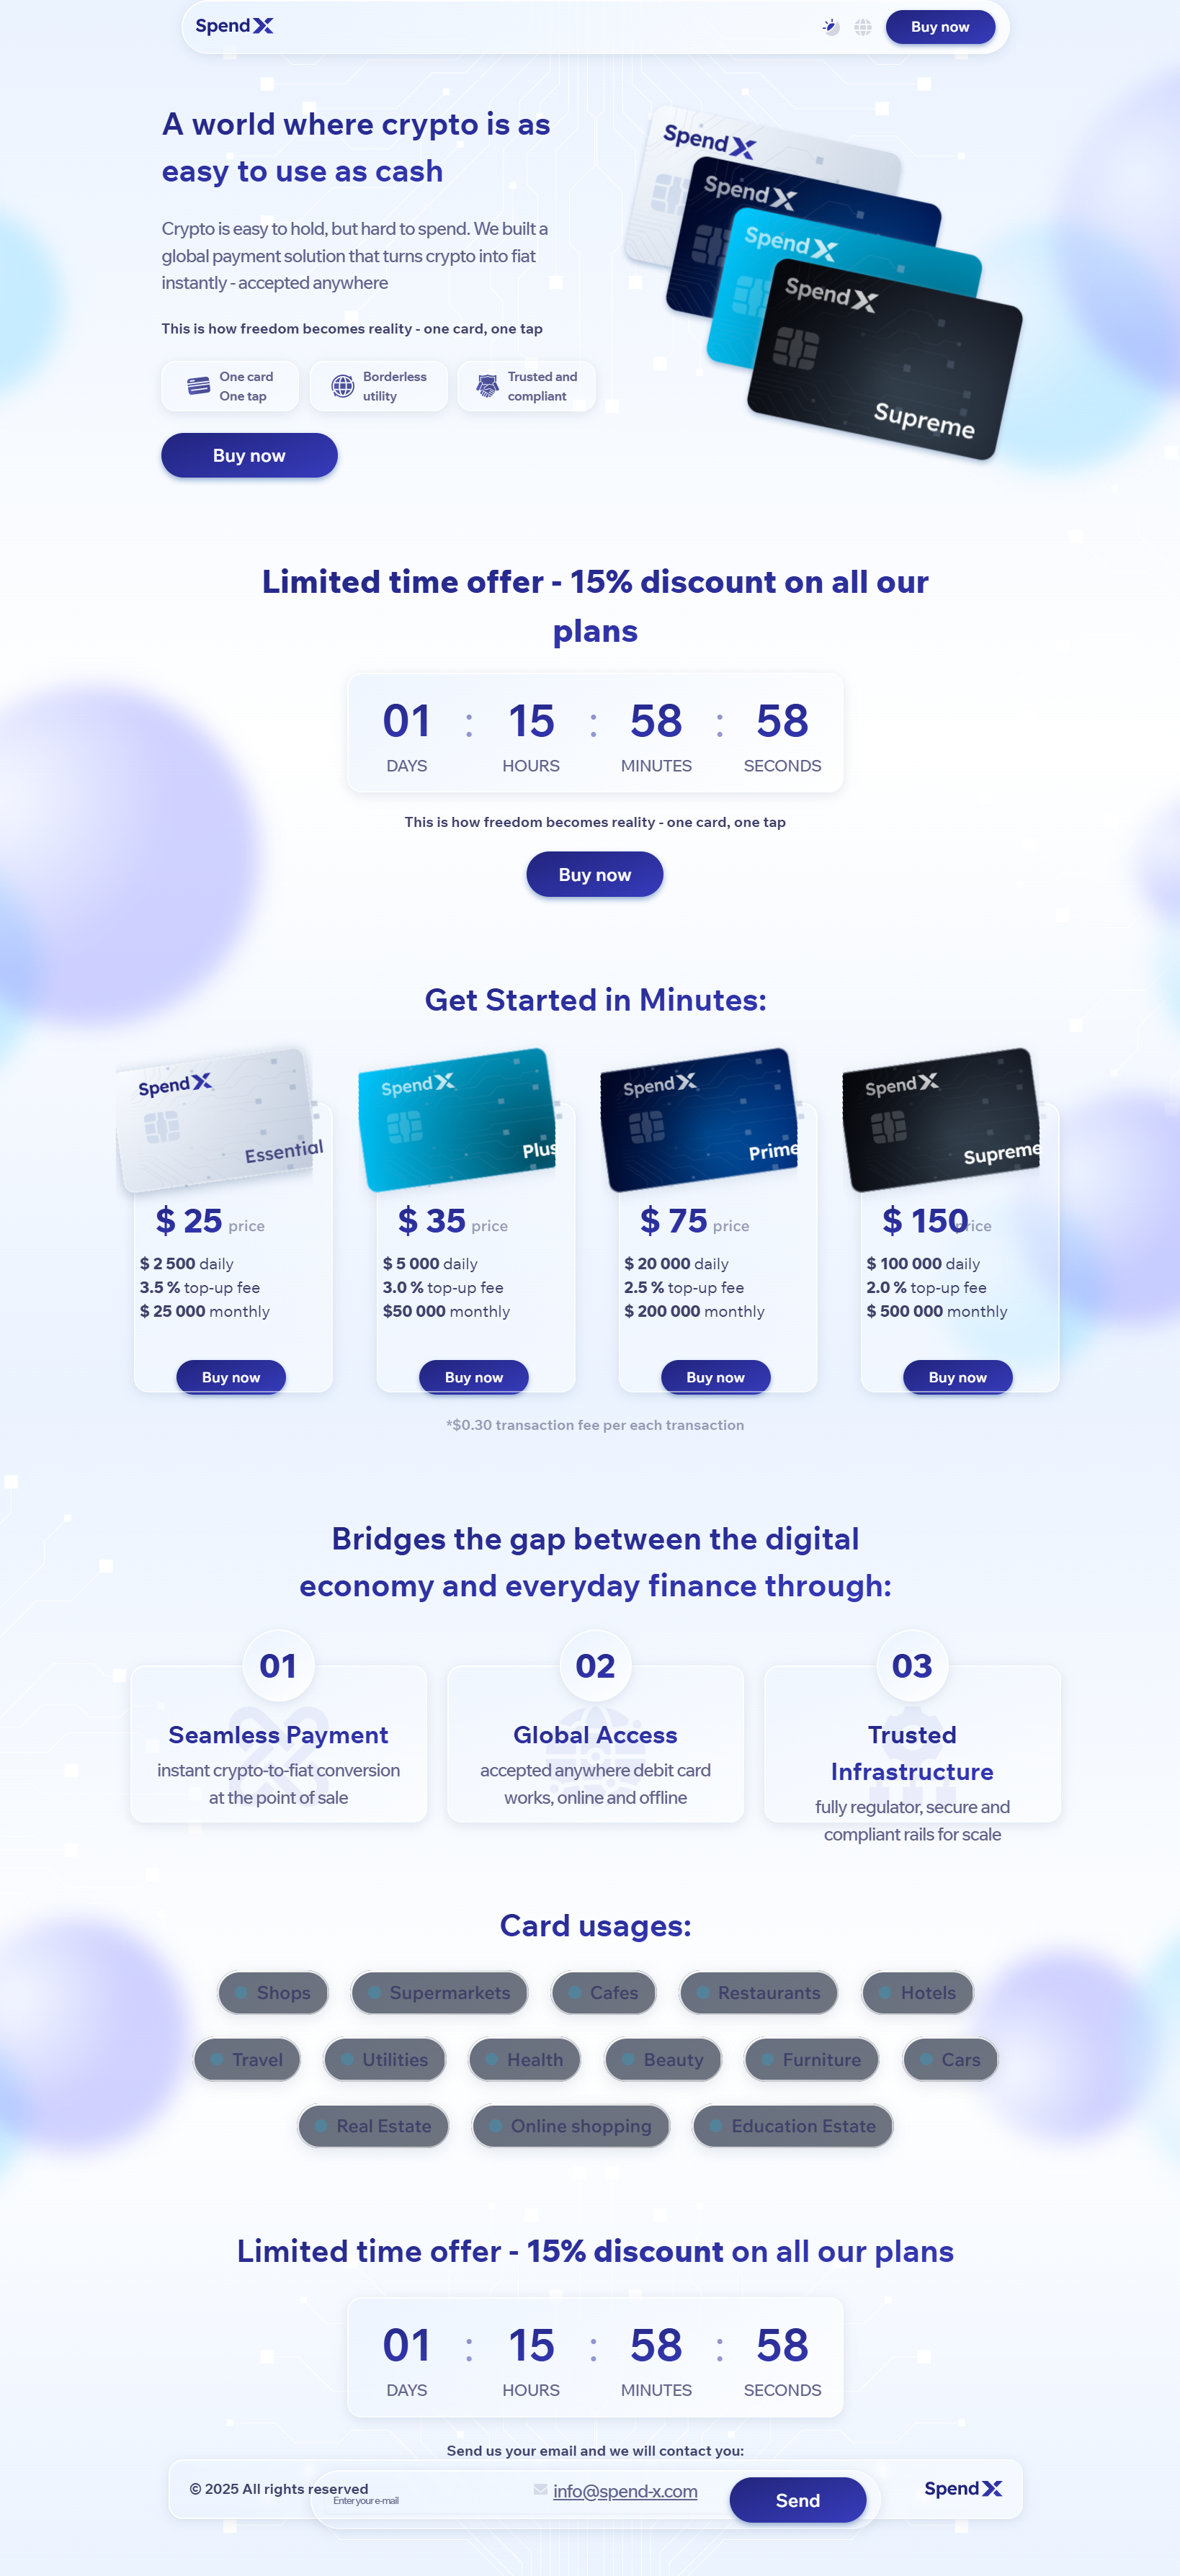 SpendX
Buy now
A world where crypto is as
easy to use as cash
Crypto is easy to hold, but hard to spend. We built a
global payment solution that turns crypto into fiat
instantly - accepted anywhere
This is how freedom becomes reality - one card, one tap
One card
One tap
Borderless
utility
Trusted and
compliant
Buy now
SpendX
SpendX
SpendX
SpendX
Supreme
Limited time offer - 15% discount on all our
plans
01 : 15 : 58 : 58
DAYS HOURS MINUTES SECONDS
This is how freedom becomes reality - one card, one tap
Buy now
Get Started in Minutes:
SpendX
Essential
$ 25 price
$ 2 500 daily
3.5 % top-up fee
$ 25 000 monthly
Buy now
SpendX
Plus
$ 35 price
$ 5 000 daily
3.0 % top-up fee
$50 000 monthly
Buy now
SpendX
Prime
$ 75 price
$ 20 000 daily
2.5 % top-up fee
$ 200 000 monthly
Buy now
SpendX
Supreme
$ 150 price
$ 100 000 daily
2.0 % top-up fee
$ 500 000 monthly
Buy now
*$0.30 transaction fee per each transaction
Bridges the gap between the digital
economy and everyday finance through:
01
Seamless Payment
instant crypto-to-fiat conversion
at the point of sale
02
Global Access
accepted anywhere debit card
works, online and offline
03
Trusted
Infrastructure
fully regulator, secure and
compliant rails for scale
Card usages:
Shops Supermarkets Cafes Restaurants Hotels
Travel Utilities Health Beauty Furniture Cars
Real Estate Online shopping Education Estate
Limited time offer - 15% discount on all our plans
01 : 15 : 58 : 58
DAYS HOURS MINUTES SECONDS
Send us your email and we will contact you:
© 2025 All rights reserved
Enter your e-mail
info@spend-x.com
Send
SpendX